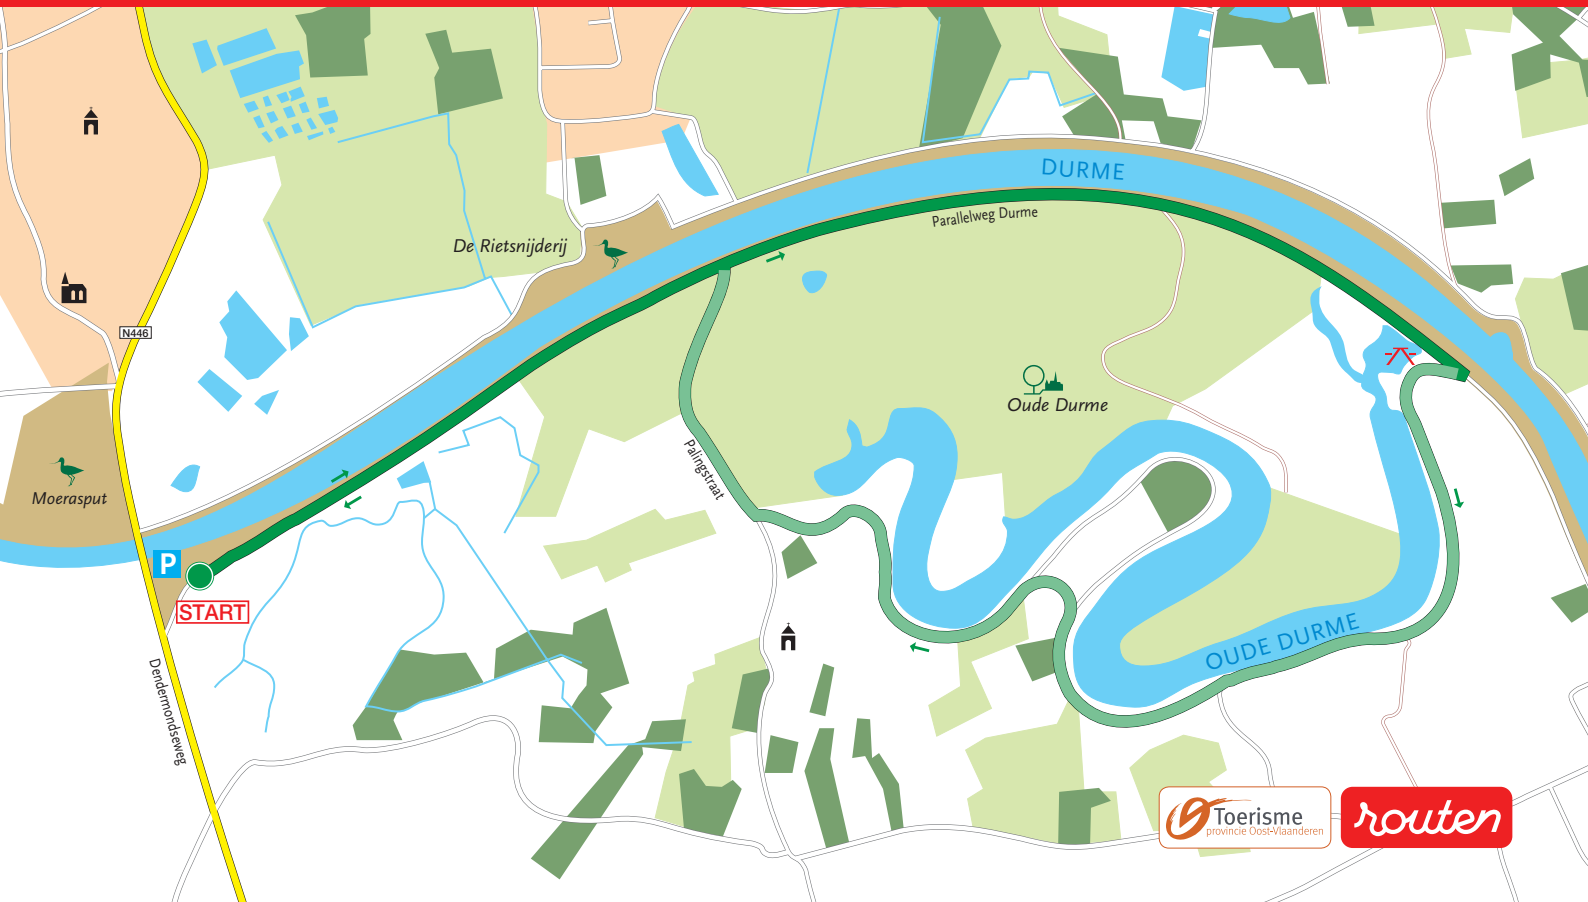 DURME
Parallelweg Durme
De Rietsnijderij
N446
Oude Durme
Palingstraat
Moerasput
P
START
OUDE DURME
Dendermondseweg
Toerisme
provincie Oost-Vlaanderen
routen